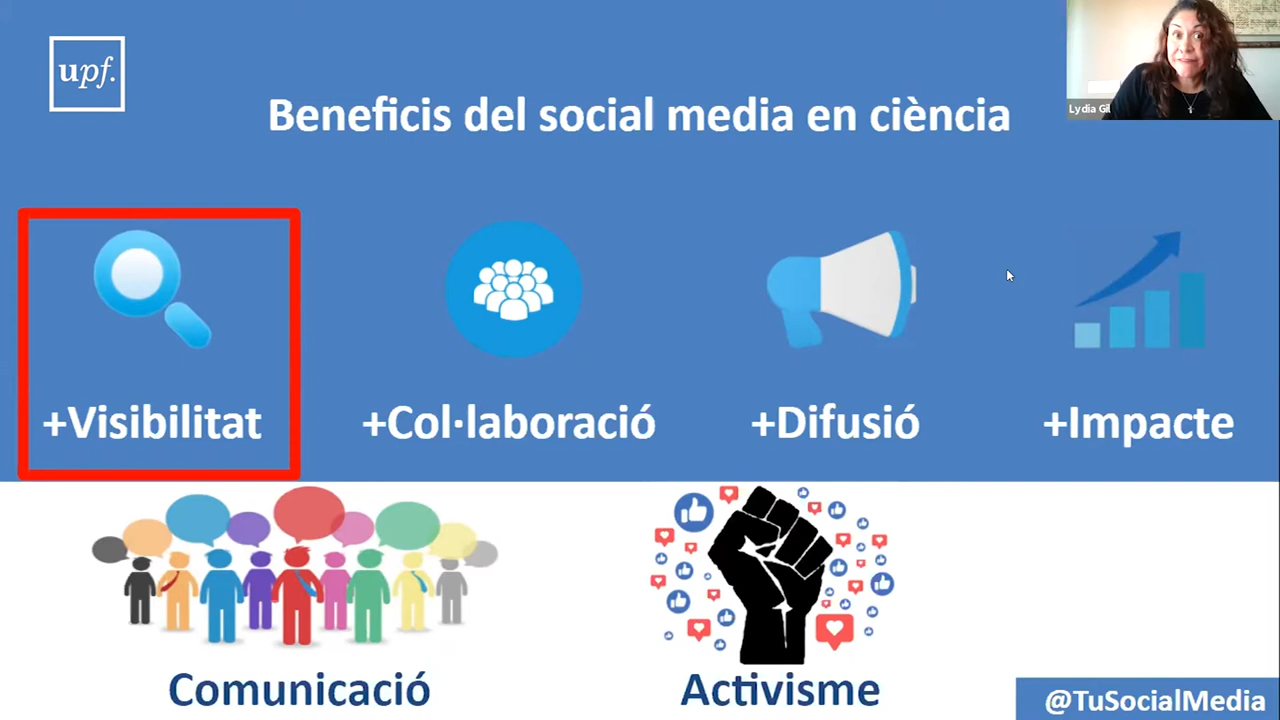 upf.
Beneficis del social media en ciència
Lydia Gil
+Visibilitat
+Col·laboració
+Difusió
+Impacte
Comunicació
Activisme
@TuSocialMedia